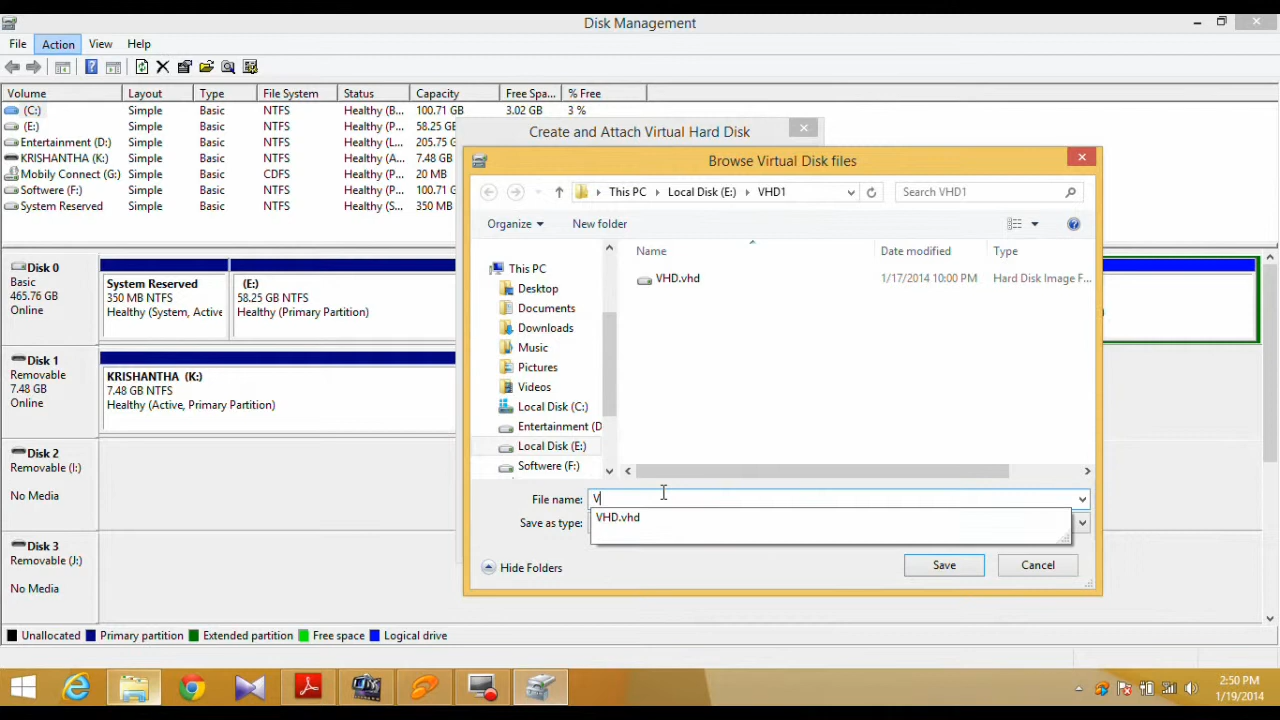 Disk Management
File Action View Help
Volume Layout Type File System Status Capacity Free Spa... % Free
(C:) Simple Basic NTFS Healthy (B... 100.71 GB 3.02 GB 3 %
(E:) Simple Basic NTFS Healthy (P... 58.25 GB
Entertainment (D:) Simple Basic NTFS Healthy (P... 205.75
KRISHANTHA (K:) Simple Basic NTFS Healthy (A... 7.48 GB
Mobily Connect (G:) Simple Basic CDFS Healthy (P... 20 MB
Softwere (F:) Simple Basic NTFS Healthy (P... 100.71
System Reserved Simple Basic NTFS Healthy (S... 350 MB
Create and Attach Virtual Hard Disk
Browse Virtual Disk files
This PC Local Disk (E:) VHD1
Search VHD1
Organize New folder
Name Date modified Type
VHD.vhd 1/17/2014 10:00 PM Hard Disk Image F...
This PC
Desktop
Documents
Downloads
Music
Pictures
Videos
Local Disk (C:)
Entertainment (D
Local Disk (E:)
Softwere (F:)
File name: V
VHD.vhd
Save as type:
Hide Folders Save Cancel
Disk 0
Basic
465.76 GB
Online
System Reserved
350 MB NTFS
Healthy (System, Active
(E:)
58.25 GB NTFS
Healthy (Primary Partition)
Disk 1
Removable
7.48 GB
Online
KRISHANTHA (K:)
7.48 GB NTFS
Healthy (Active, Primary Partition)
Disk 2
Removable (I:)
No Media
Disk 3
Removable (J:)
No Media
Unallocated Primary partition Extended partition Free space Logical drive
2:50 PM
1/19/2014